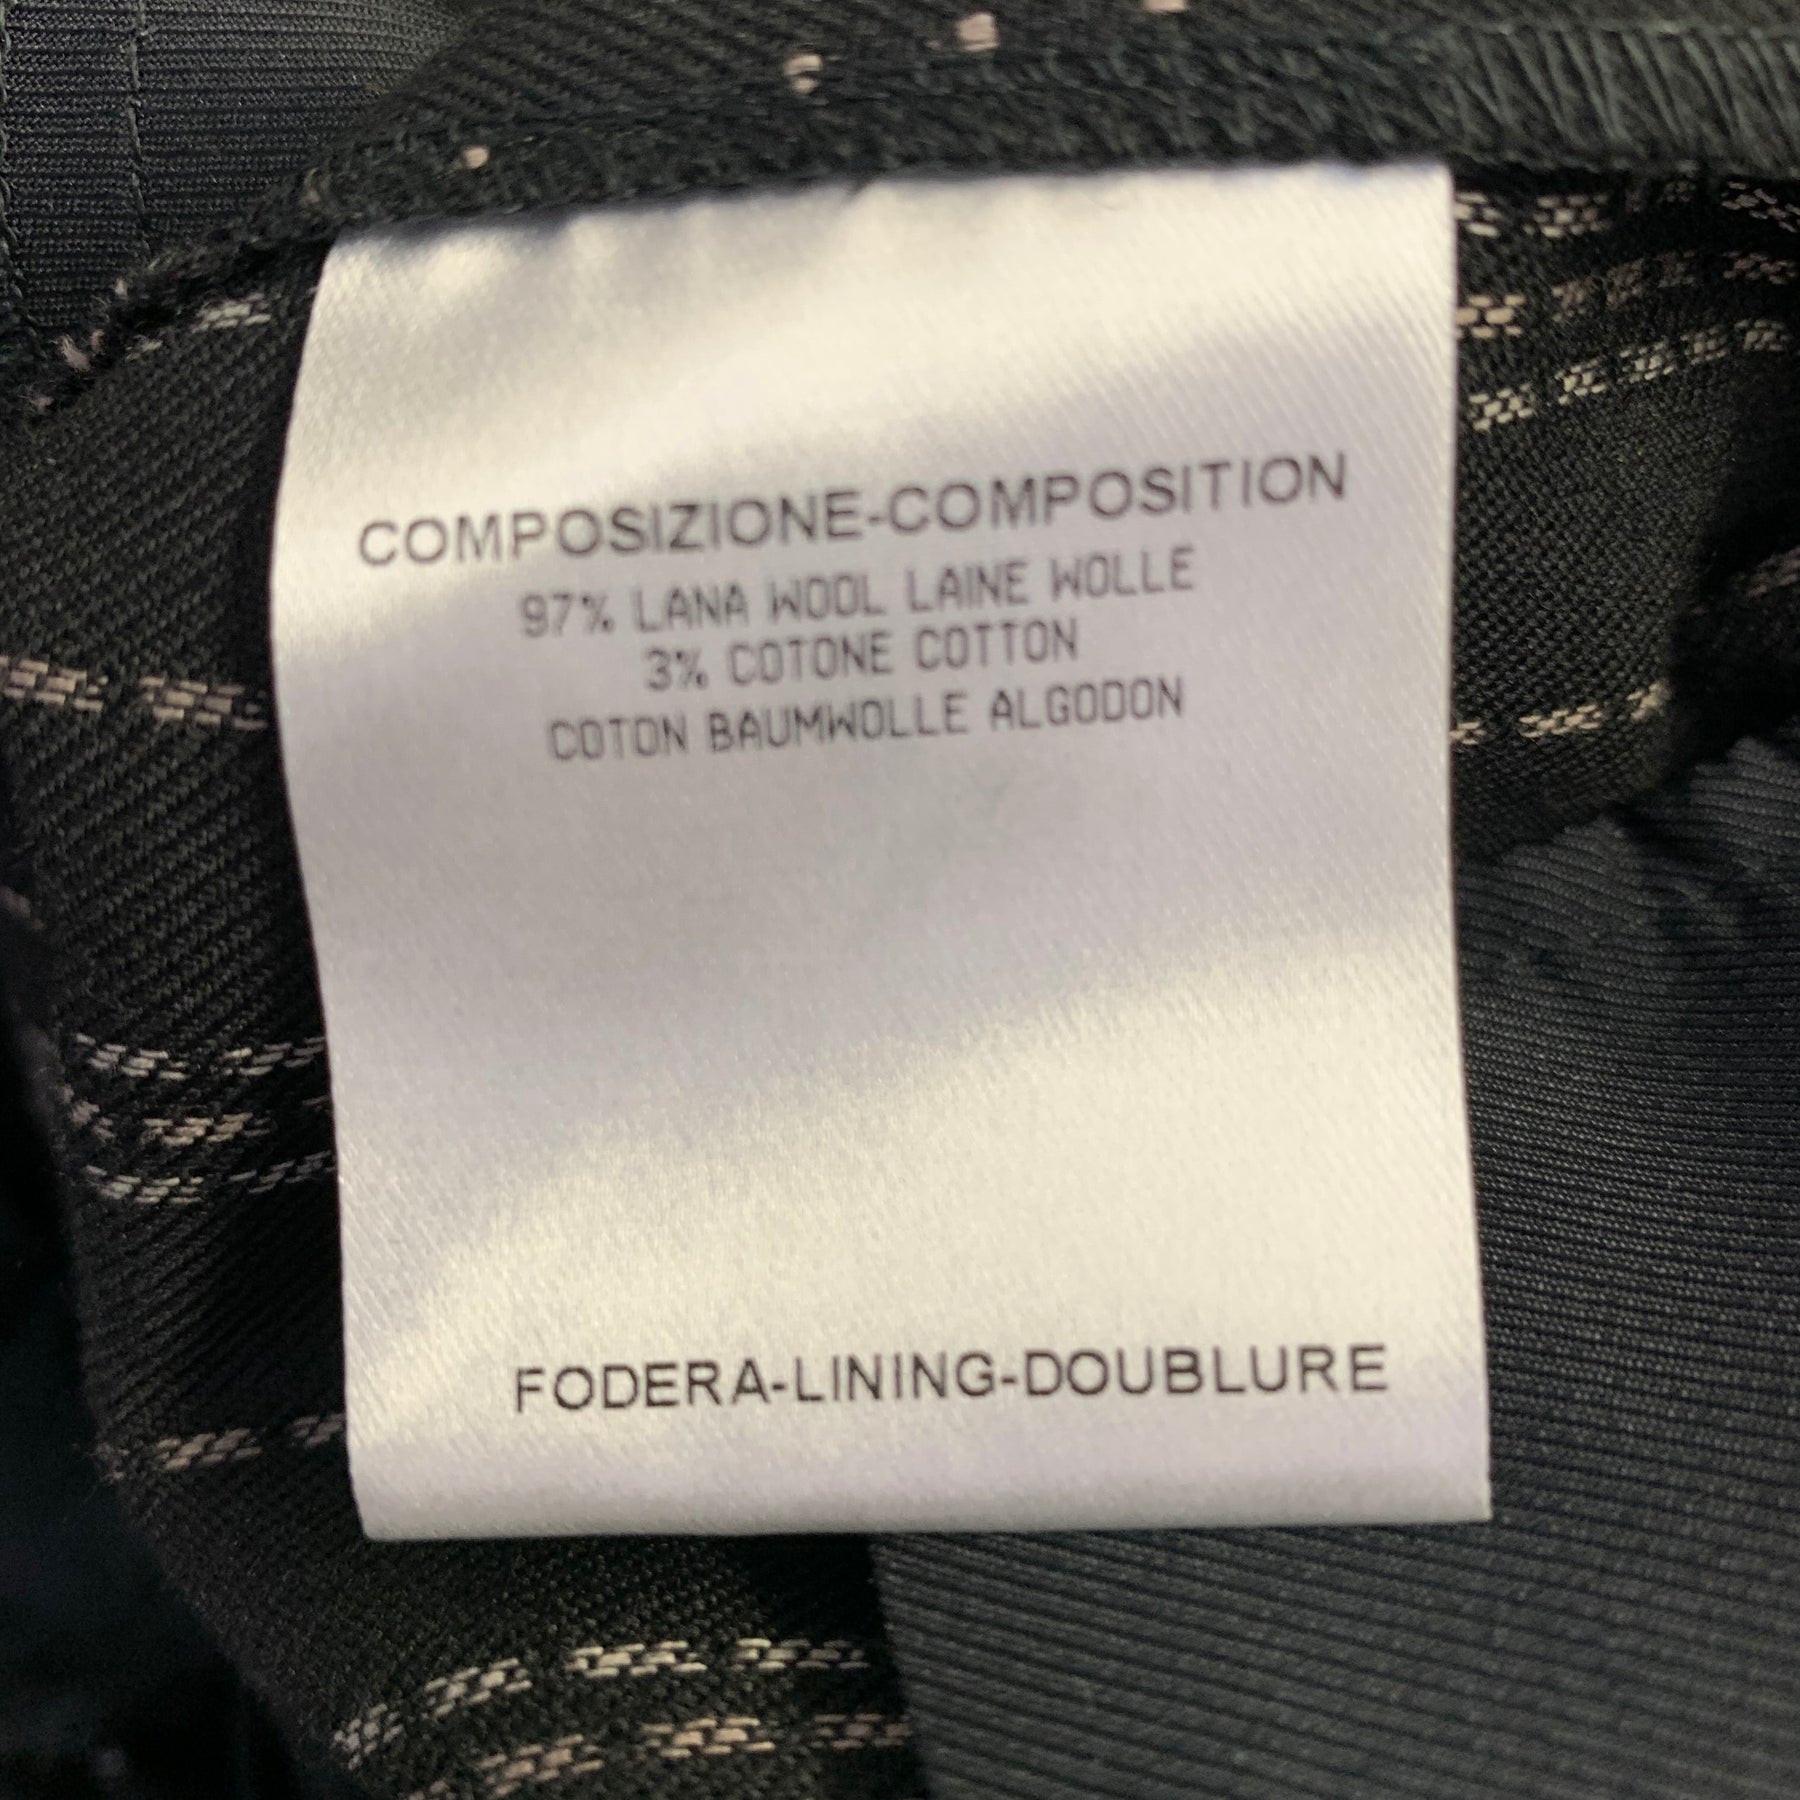 COMPOSIZIONE-COMPOSITION
97% LANA WOOL LAINE WOLLE
3% COTONE COTTON
COTON BAUMWOLLE ALGODON
FODERA-LINING-DOUBLURE